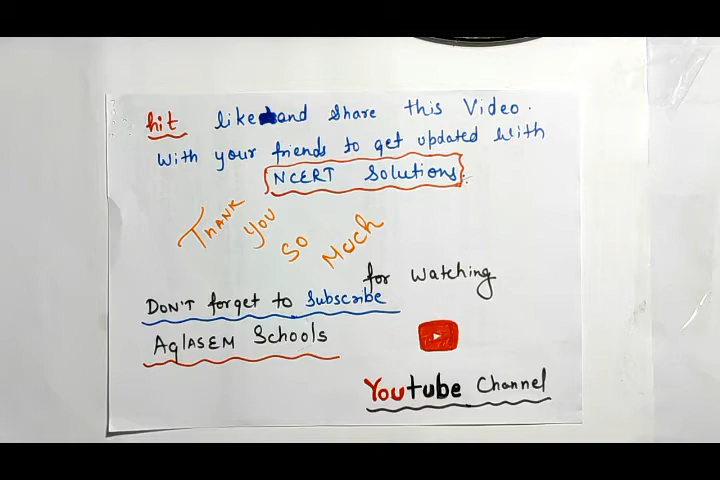 hit like and share this Video.
With your friends to get updated with
NCERT Solutions.
THANK YOU SO MUCH
for Watching
DON'T forget to Subscribe
AglASEM Schools
YouTube Channel